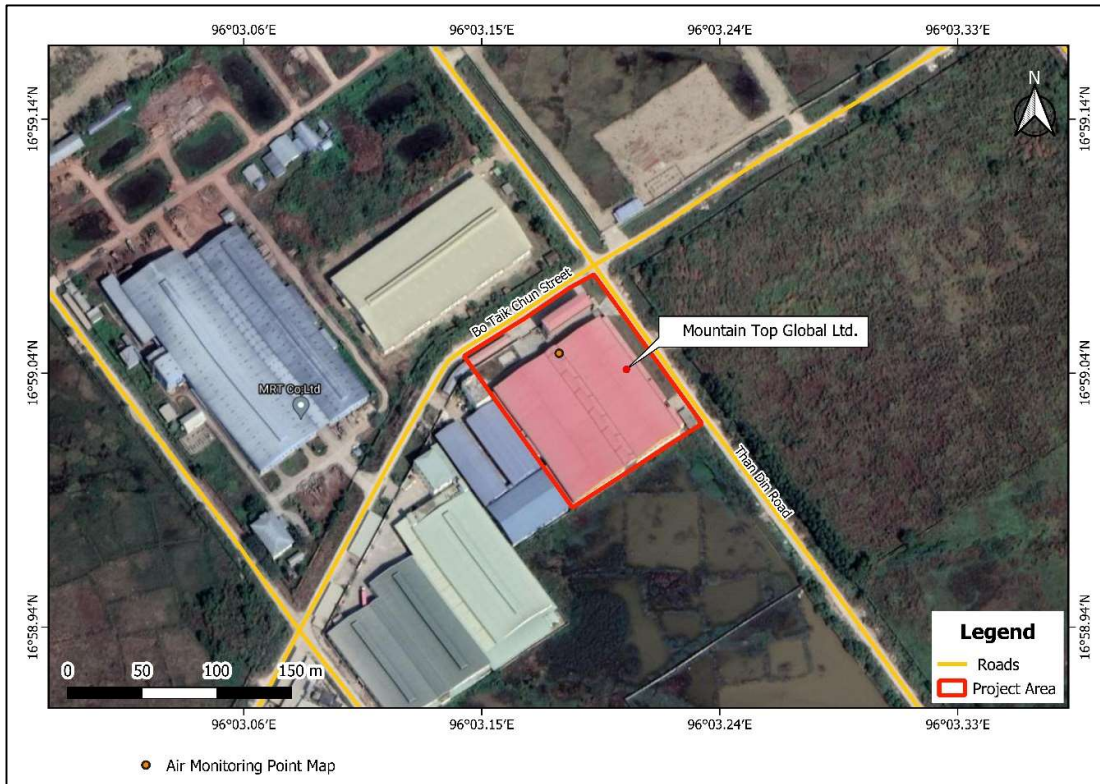 96°03.06′E 96°03.15′E 96°03.24′E 96°03.33′E
N
16°59.14′N 16°59.14′N
Bo Taik Chun Street
Mountain Top Global Ltd.
16°59.04′N 16°59.04′N
MRT Co;Ltd
Than Din Road
16°58.94′N 16°58.94′N
Legend
Roads
Project Area
0 50 100 150 m
96°03.06′E 96°03.15′E 96°03.24′E 96°03.33′E
Air Monitoring Point Map